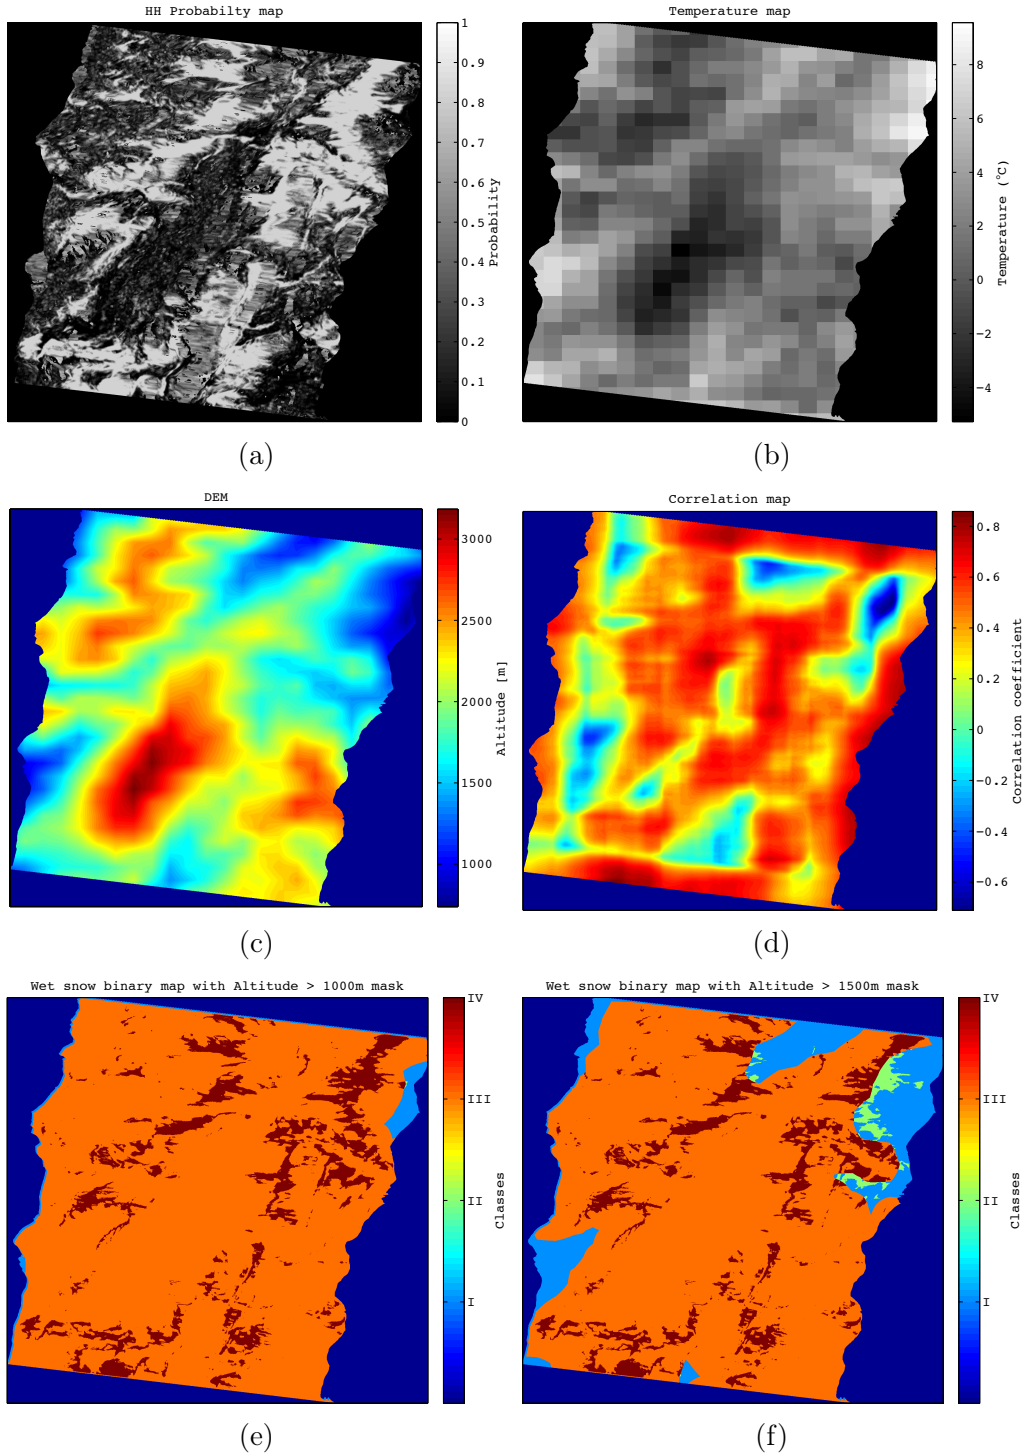 HH Probabilty map
1
0.9
0.8
0.7
0.6
0.5
0.4
0.3
0.2
0.1
0
Probability
(a)
Temperature map
8
6
4
2
0
−2
−4
Temperature (°C)
(b)
DEM
3000
2500
2000
1500
1000
Altitude [m]
(c)
Correlation map
0.8
0.6
0.4
0.2
0
−0.2
−0.4
−0.6
Correlation coefficient
(d)
Wet snow binary map with Altitude > 1000m mask
IV
III
II
I
Classes
(e)
Wet snow binary map with Altitude > 1500m mask
IV
III
II
I
Classes
(f)